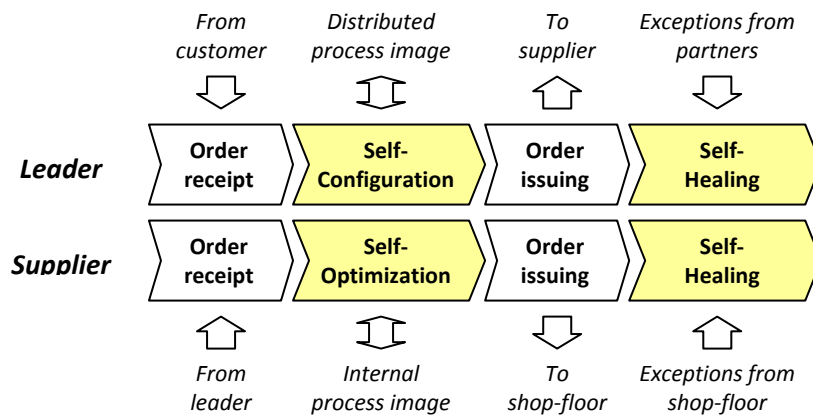 From Distributed To Exceptions from
customer process image supplier partners
Leader
Order Self- Order Self-
receipt Configuration issuing Healing
Supplier
Order Self- Order Self-
receipt Optimization issuing Healing
From Internal To Exceptions from
leader process image shop-floor shop-floor